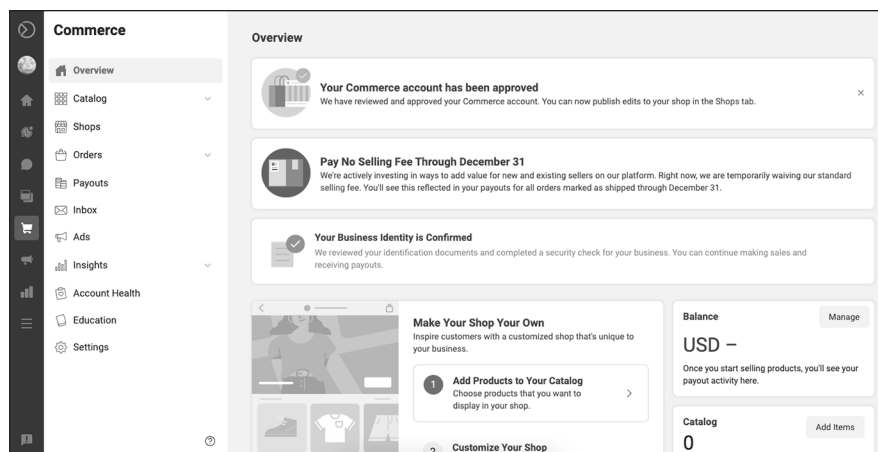 Commerce
Overview
Catalog
Shops
Orders
Payouts
Inbox
Ads
Insights
Account Health
Education
Settings
Overview
Your Commerce account has been approved
We have reviewed and approved your Commerce account. You can now publish edits to your shop in the Shops tab.
Pay No Selling Fee Through December 31
We're actively investing in ways to add value for new and existing sellers on our platform. Right now, we are temporarily waiving our standard
selling fee. You'll see this reflected in your payouts for all orders marked as shipped through December 31.
Your Business Identity is Confirmed
We reviewed your identification documents and completed a security check for your business. You can continue making sales and
receiving payouts.
Make Your Shop Your Own
Inspire customers with a customized shop that's unique to
your business.
1 Add Products to Your Catalog
Choose products that you want to
display in your shop.
2 Customize Your Shop
Balance
Manage
USD –
Once you start selling products, you'll see your
payout activity here.
Catalog
Add Items
0